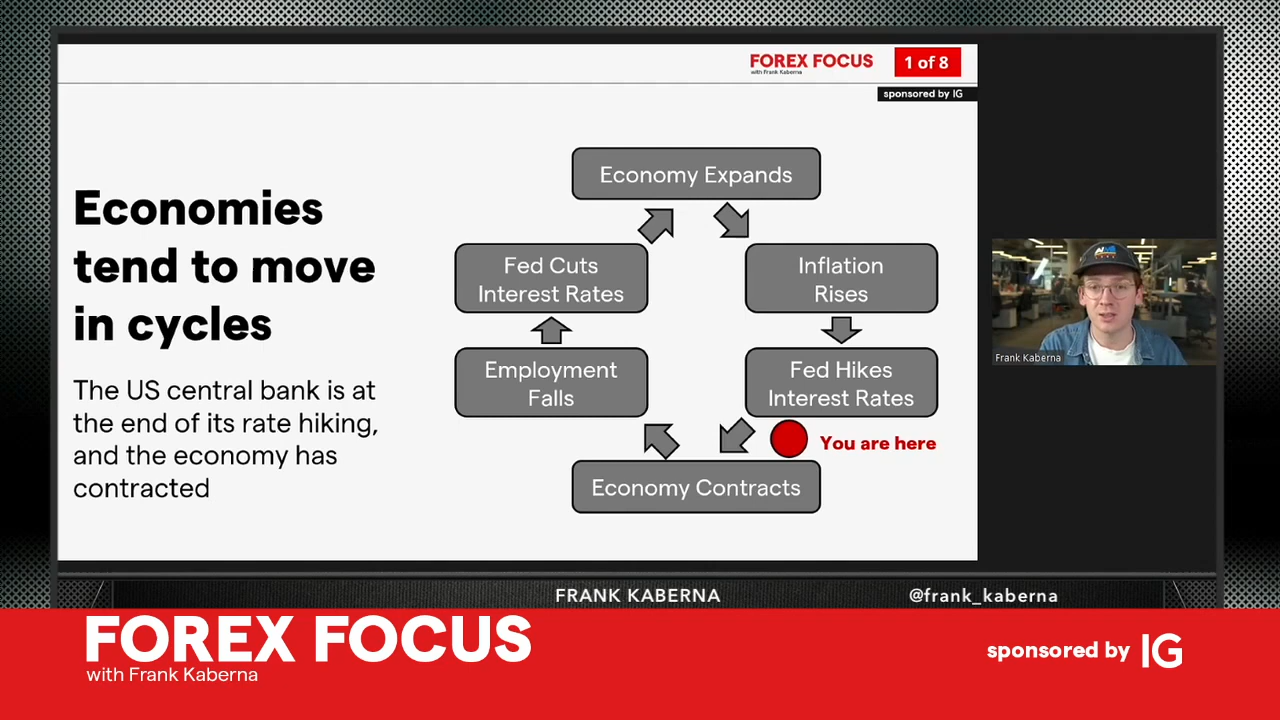 FOREX FOCUS
with Frank Kaberna
1 of 8
sponsored by IG
Economies
tend to move
in cycles
The US central bank is at
the end of its rate hiking,
and the economy has
contracted
Economy Expands
Fed Cuts
Interest Rates
Inflation
Rises
Employment
Falls
Fed Hikes
Interest Rates
You are here
Economy Contracts
Frank Kaberna
FRANK KABERNA
@frank_kaberna
FOREX FOCUS
with Frank Kaberna
sponsored by IG